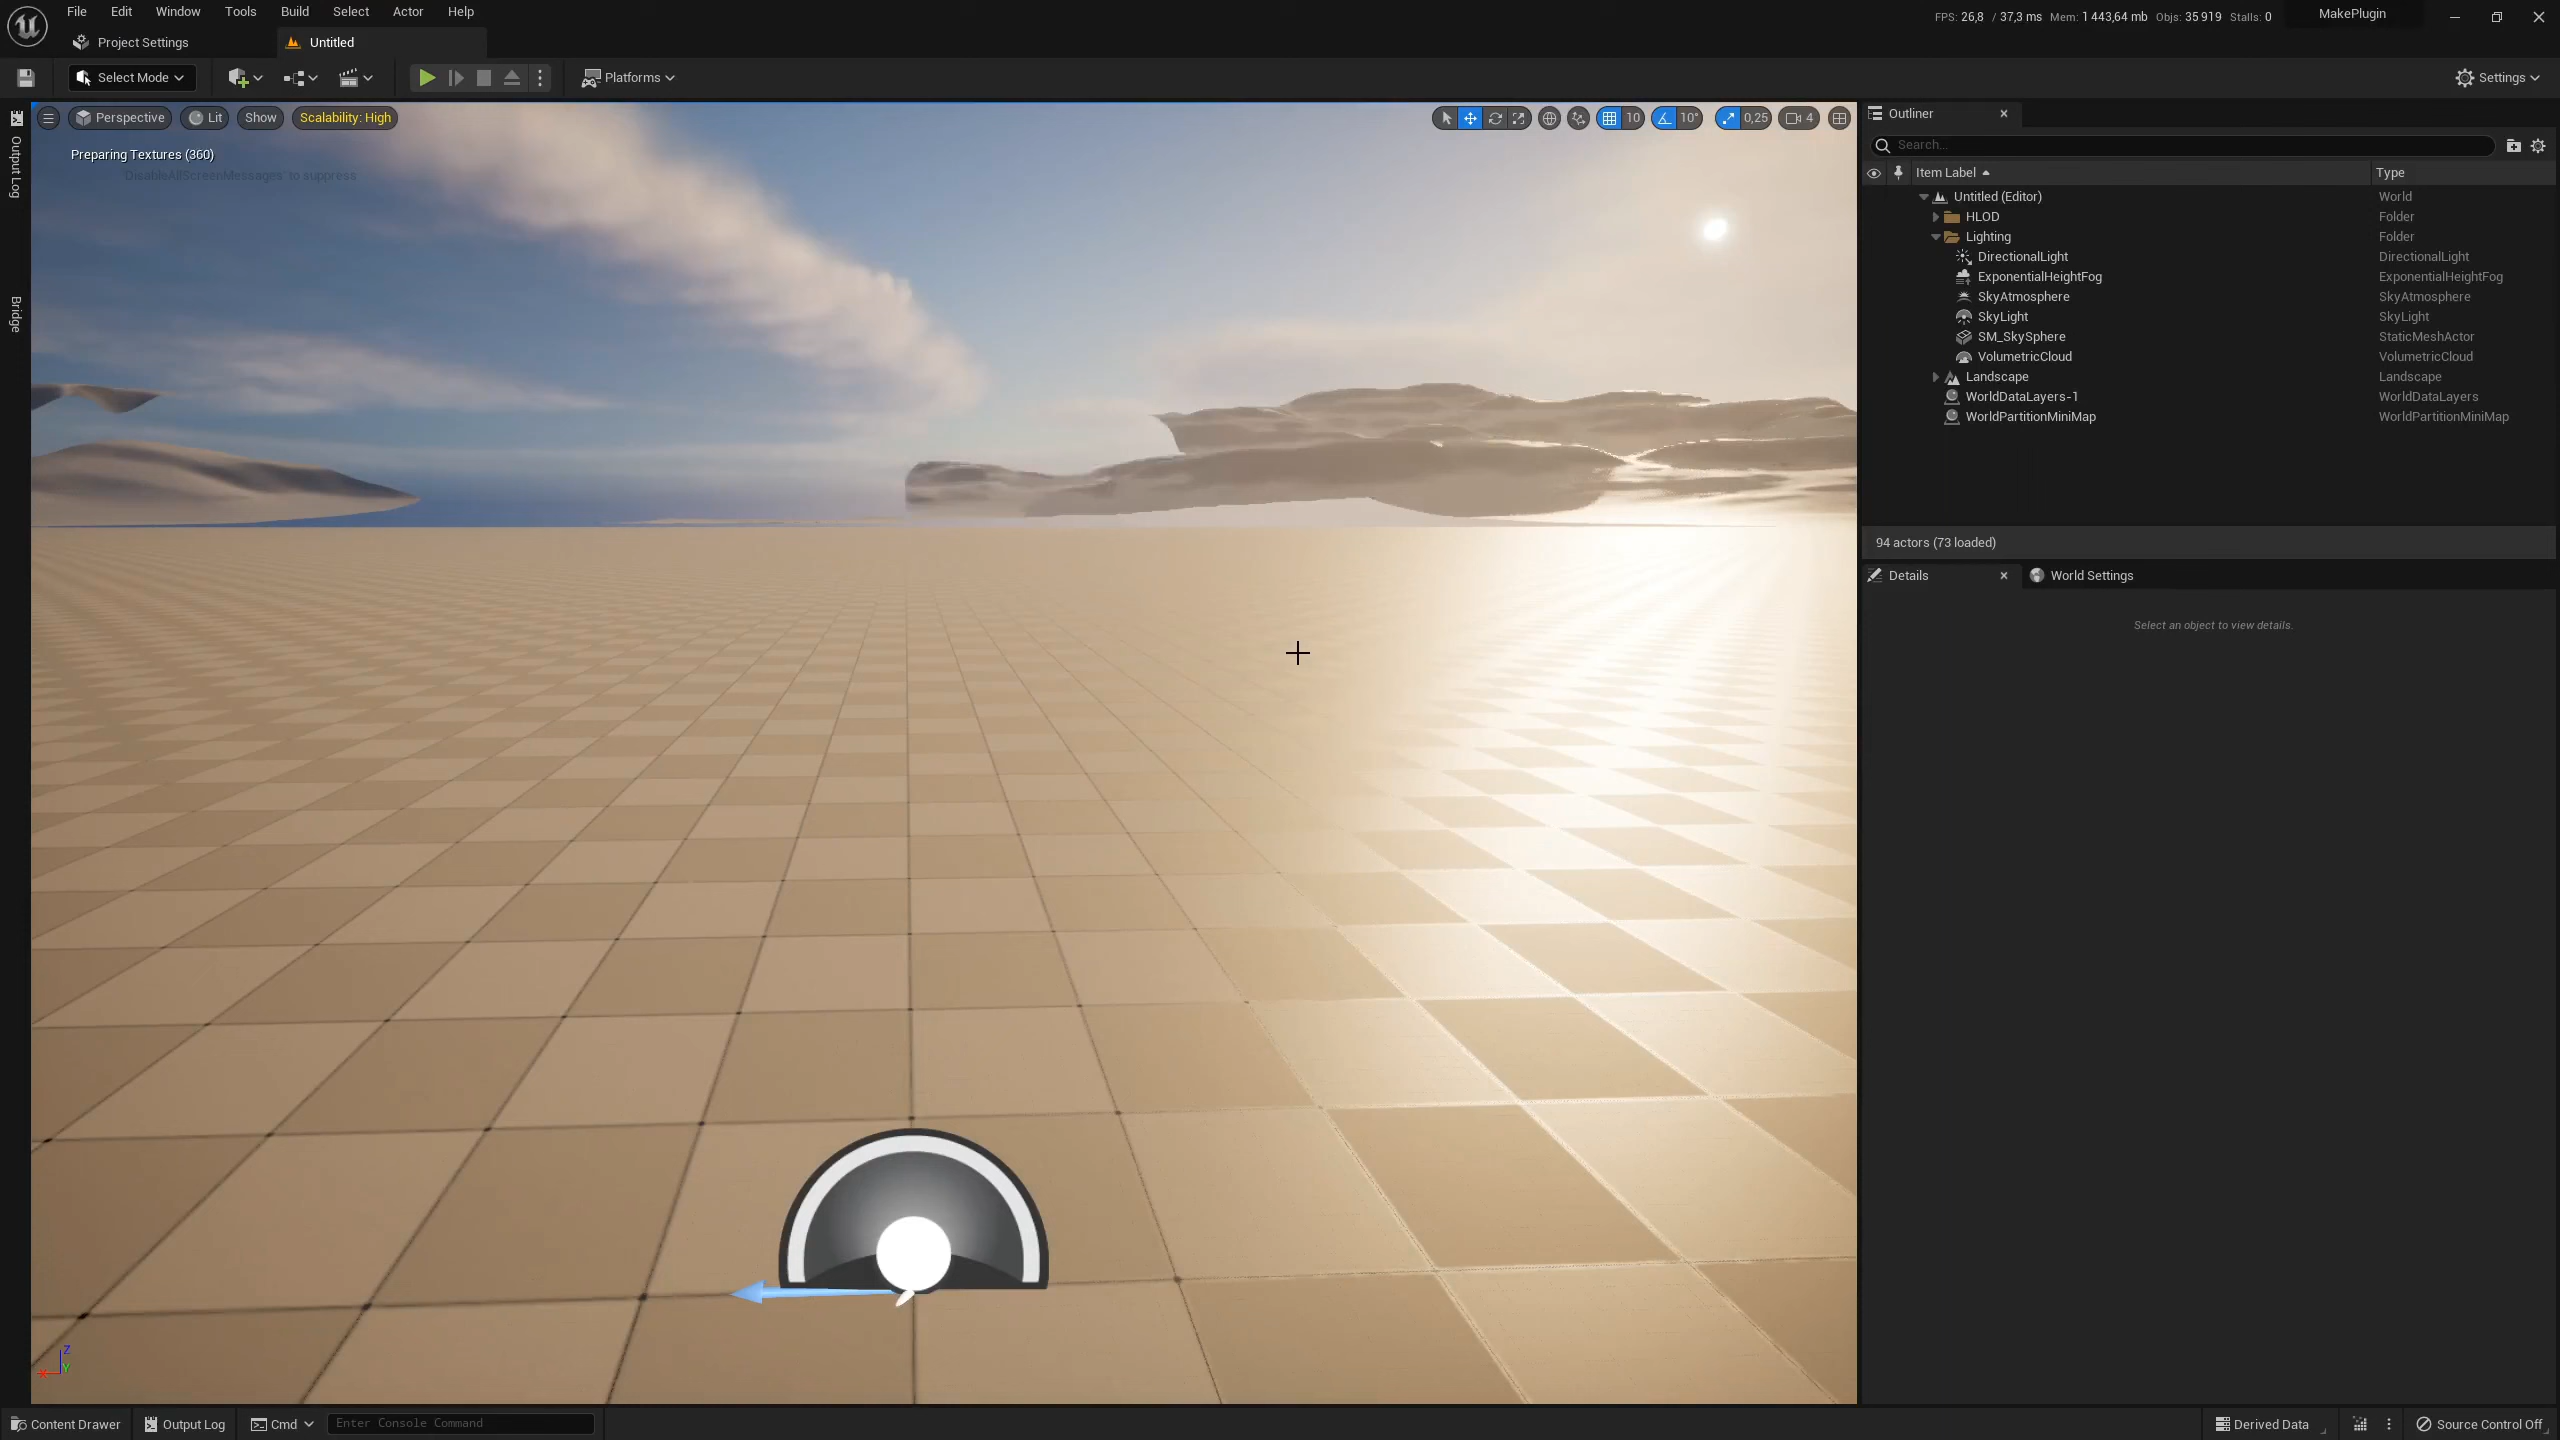 File Edit Window Tools Build Select Actor Help
FPS: 26,8 / 37,3 ms Mem: 1 443,64 mb Objs: 35 919 Stalls: 0
MakePlugin
Project Settings
Untitled
Select Mode
Platforms
Settings
Perspective
Lit
Show
Scalability: High
10
10°
0,25
4
Preparing Textures (360)
'DisableAllScreenMessages' to suppress
Output Log
Bridge
Outliner
Search...
Item Label
Type
Untitled (Editor) World
HLOD Folder
Lighting Folder
DirectionalLight DirectionalLight
ExponentialHeightFog ExponentialHeightFog
SkyAtmosphere SkyAtmosphere
SkyLight SkyLight
SM_SkySphere StaticMeshActor
VolumetricCloud VolumetricCloud
Landscape Landscape
WorldDataLayers-1 WorldDataLayers
WorldPartitionMiniMap WorldPartitionMiniMap
94 actors (73 loaded)
Details
World Settings
Select an object to view details.
Z
Y
X
Content Drawer
Output Log
Cmd
Enter Console Command
Derived Data
Source Control Off